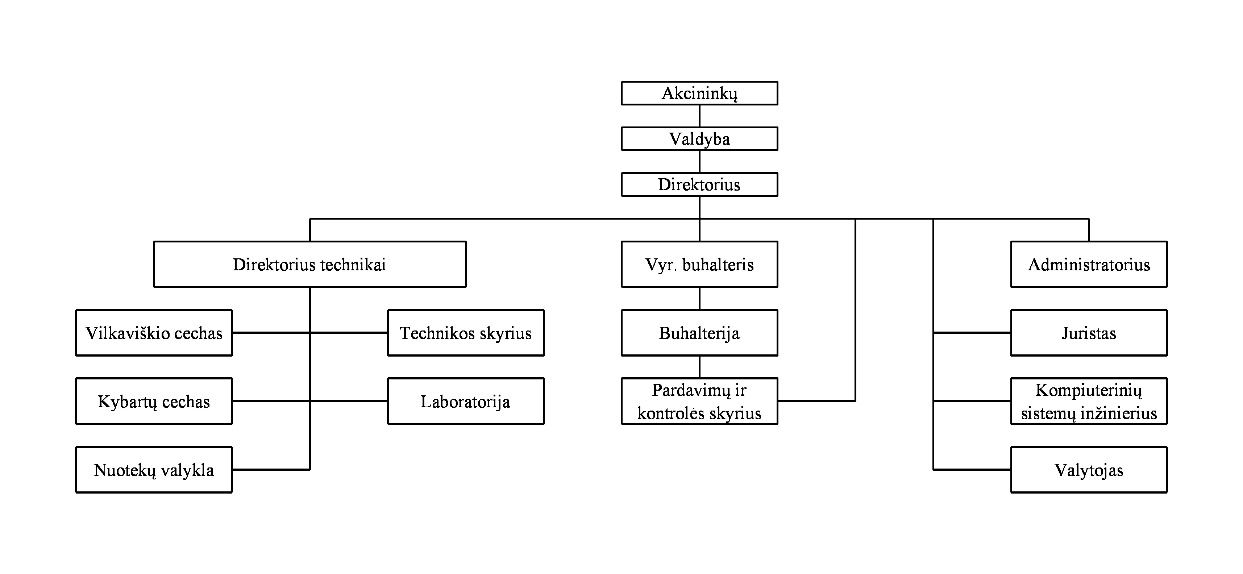 Akcininkų
Valdyba
Direktorius
Direktorius technikai
Vyr. buhalteris
Administratorius
Vilkaviškio cechas
Technikos skyrius
Buhalterija
Juristas
Kybartų cechas
Laboratorija
Pardavimų ir
kontrolės skyrius
Kompiuterinių
sistemų inžinierius
Nuotekų valykla
Valytojas